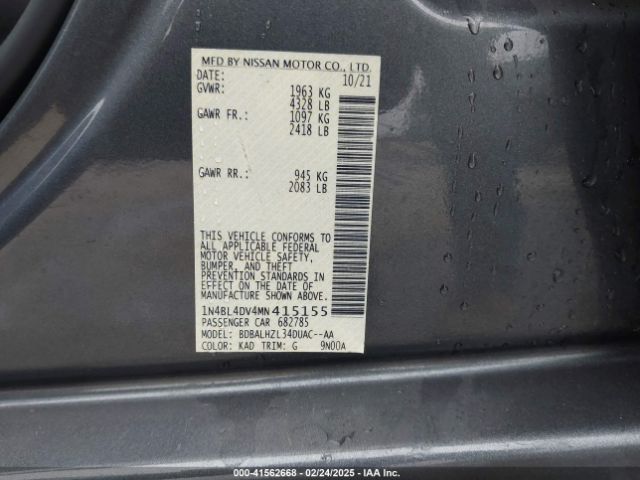 MFD BY NISSAN MOTOR CO., LTD.
DATE: 10/21
GVWR: 1963 KG
4328 LB
GAWR FR.: 1097 KG
2418 LB
GAWR RR.: 945 KG
2083 LB
THIS VEHICLE CONFORMS TO
ALL APPLICABLE FEDERAL
MOTOR VEHICLE SAFETY,
BUMPER, AND THEFT
PREVENTION STANDARDS IN
EFFECT ON THE DATE OF
MANUFACTURE SHOWN ABOVE.
1N4BL4DV4MN415155
PASSENGER CAR 682785
MODEL: BDBALHZL34DUAC--AA
COLOR: KAD TRIM: G 9N00A
000-41562668 - 02/24/2025 - IAA Inc.